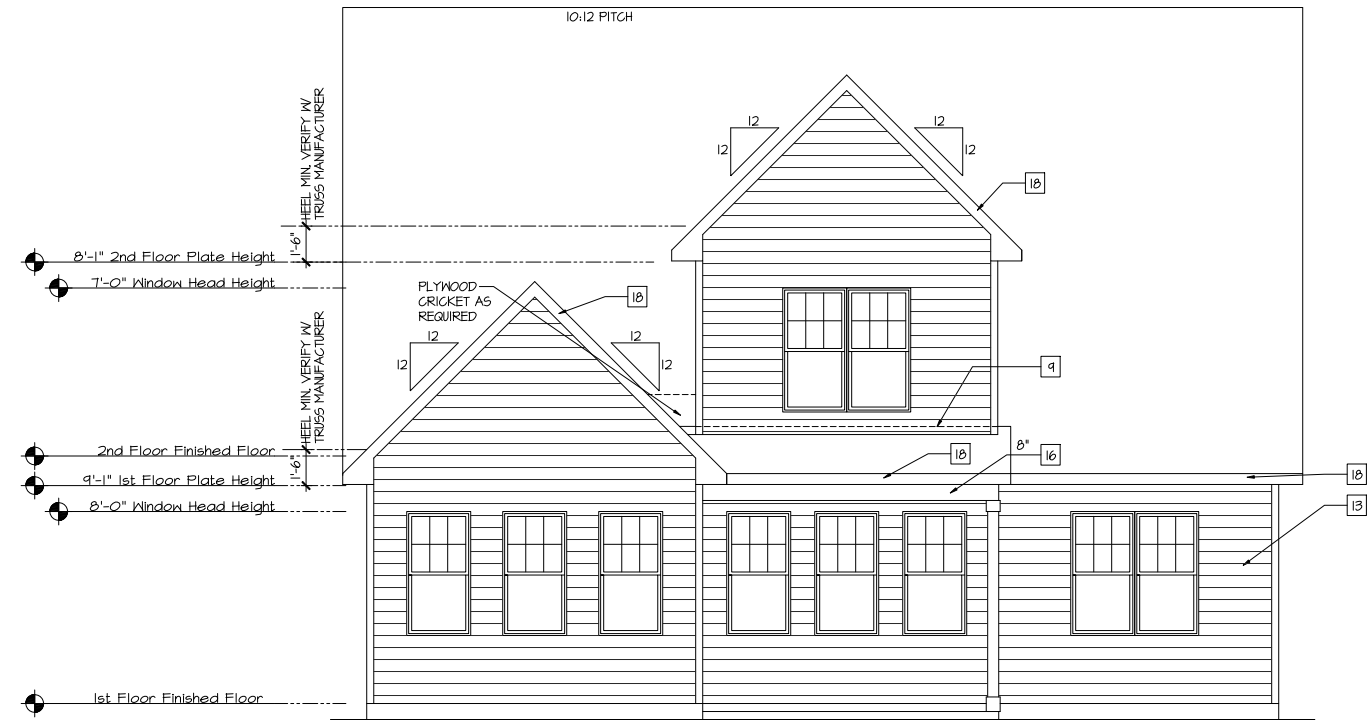 10:12 PITCH
HEEL MIN. VERIFY W/
TRUSS MANUFACTURER
12
12
12
12
18
1'-6"
8'-1" 2nd Floor Plate Height
7'-0" Window Head Height
PLYWOOD
CRICKET AS
REQUIRED
18
12
12
12
12
HEEL MIN. VERIFY W/
TRUSS MANUFACTURER
9
2nd Floor Finished Floor
1'-6"
8"
18
16
9'-1" 1st Floor Plate Height
18
8'-0" Window Head Height
13
1st Floor Finished Floor